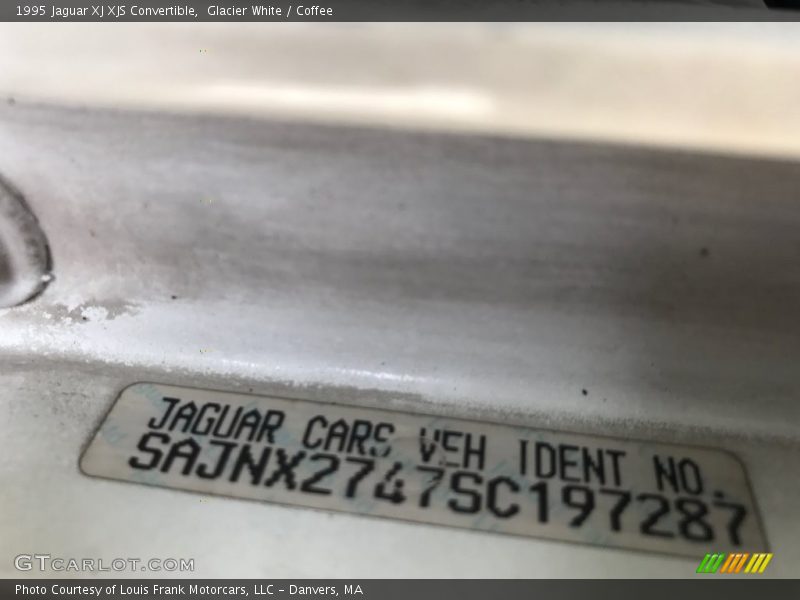 1995 Jaguar XJ XJS Convertible,  Glacier White / Coffee
JAGUAR CARS VEH IDENT NO.
SAJNX2747SC197287
GTCARLOT.COM
Photo Courtesy of Louis Frank Motorcars, LLC - Danvers, MA